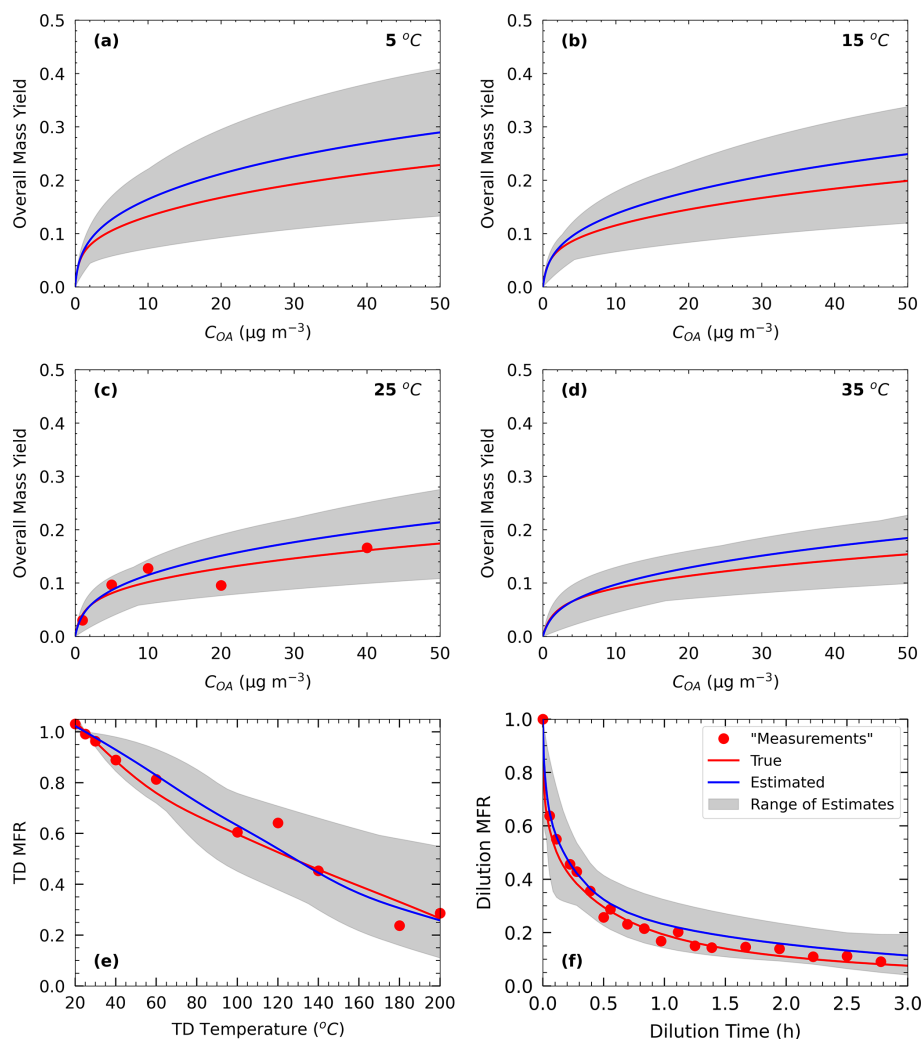 (a) 5 °C
Overall Mass Yield
0.5
0.4
0.3
0.2
0.1
0.0
0 10 20 30 40 50
C_OA (µg m⁻³)
(b) 15 °C
Overall Mass Yield
0.5
0.4
0.3
0.2
0.1
0.0
0 10 20 30 40 50
C_OA (µg m⁻³)
(c) 25 °C
Overall Mass Yield
0.5
0.4
0.3
0.2
0.1
0.0
0 10 20 30 40 50
C_OA (µg m⁻³)
(d) 35 °C
Overall Mass Yield
0.5
0.4
0.3
0.2
0.1
0.0
0 10 20 30 40 50
C_OA (µg m⁻³)
TD MFR
1.0
0.8
0.6
0.4
0.2
0.0
(e)
20 40 60 80 100 120 140 160 180 200
TD Temperature (°C)
Dilution MFR
1.0
0.8
0.6
0.4
0.2
0.0
"Measurements"
True
Estimated
Range of Estimates
(f)
0.0 0.5 1.0 1.5 2.0 2.5 3.0
Dilution Time (h)